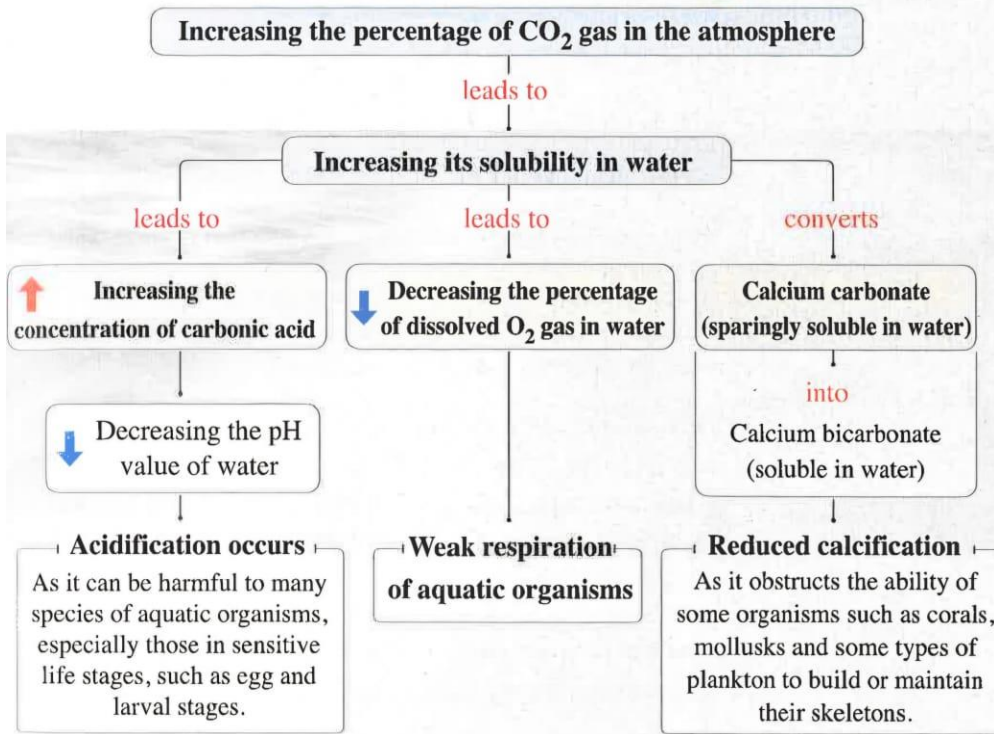 Increasing the percentage of CO₂ gas in the atmosphere
leads to
Increasing its solubility in water
leads to
leads to
converts
Increasing the
concentration of carbonic acid
Decreasing the percentage
of dissolved O₂ gas in water
Calcium carbonate
(sparingly soluble in water)
into
Decreasing the pH
value of water
Calcium bicarbonate
(soluble in water)
Acidification occurs
As it can be harmful to many
species of aquatic organisms,
especially those in sensitive
life stages, such as egg and
larval stages.
Weak respiration
of aquatic organisms
Reduced calcification
As it obstructs the ability of
some organisms such as corals,
mollusks and some types of
plankton to build or maintain
their skeletons.